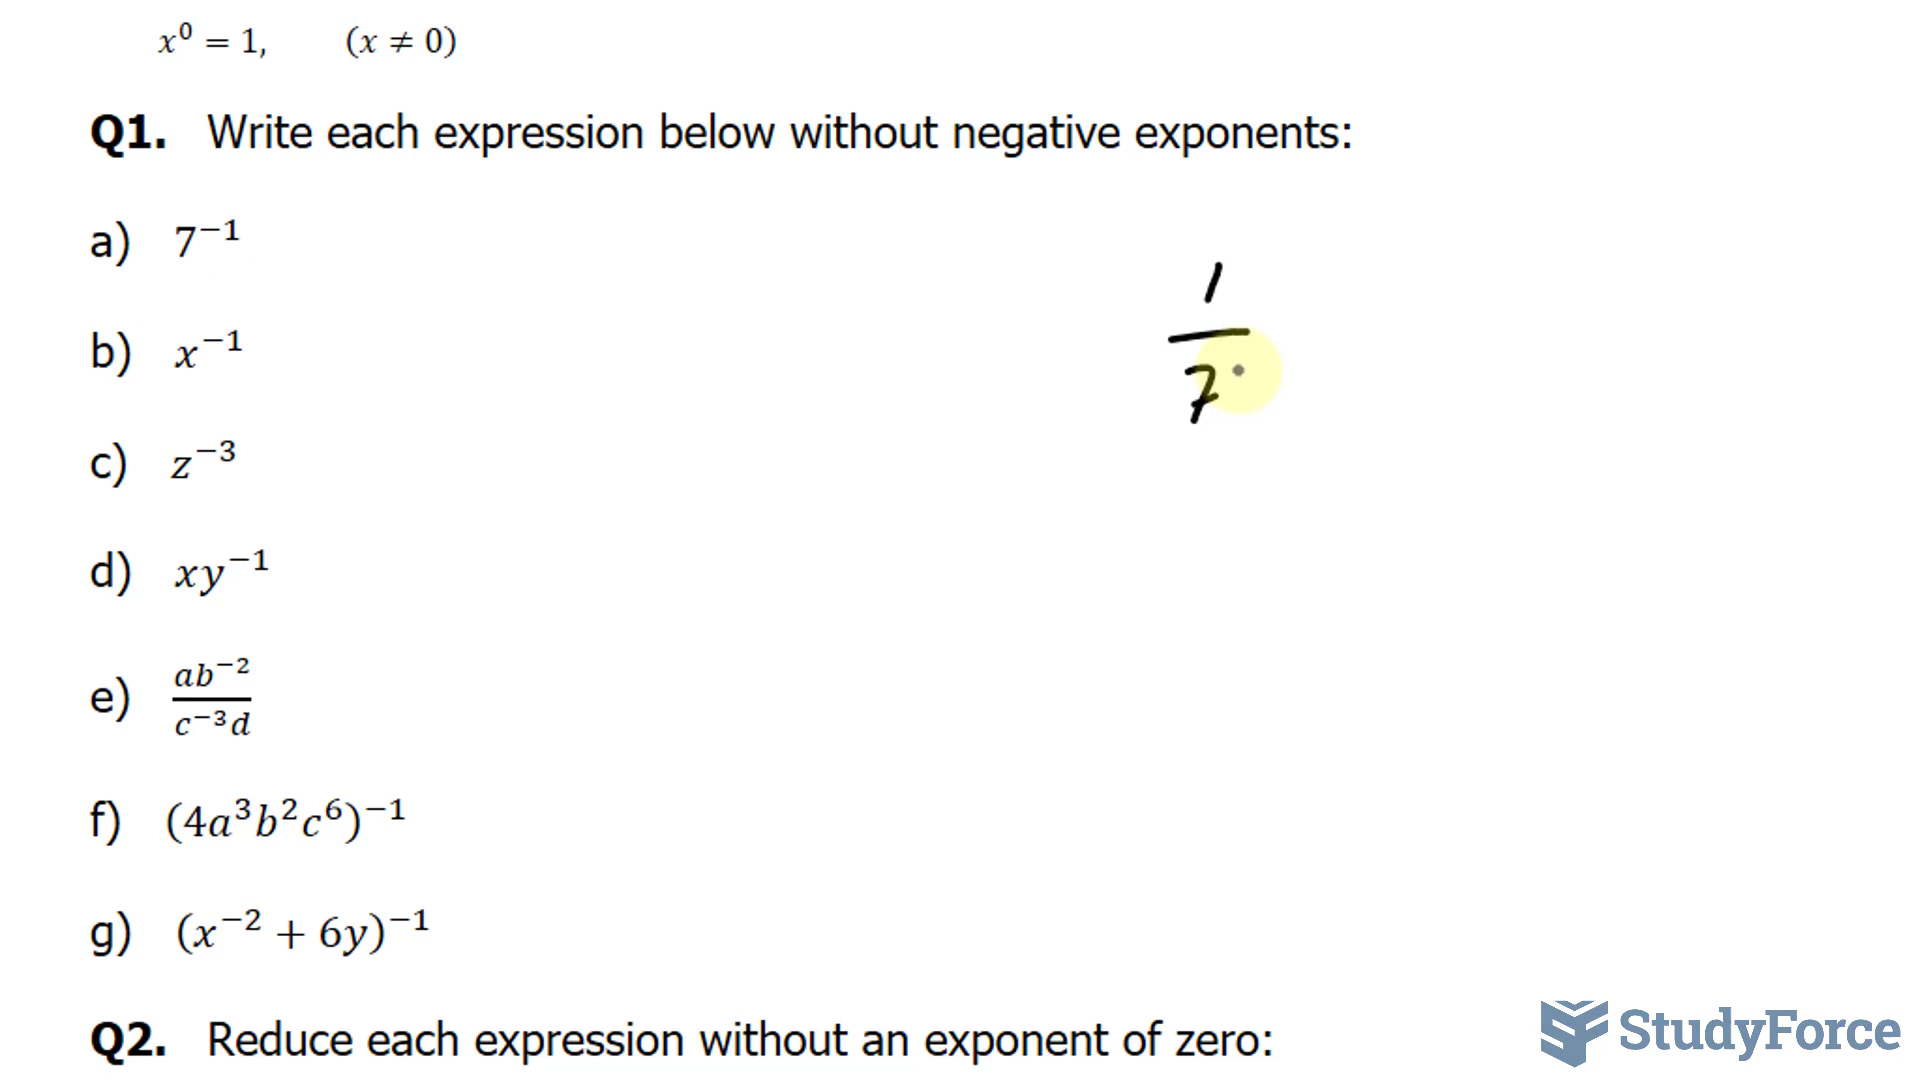 x⁰ = 1, (x ≠ 0)
Q1. Write each expression below without negative exponents:
a) 7⁻¹
1
7
b) x⁻¹
c) z⁻³
d) xy⁻¹
e) ab⁻²
c⁻³d
f) (4a³b²c⁶)⁻¹
g) (x⁻² + 6y)⁻¹
Q2. Reduce each expression without an exponent of zero:
StudyForce